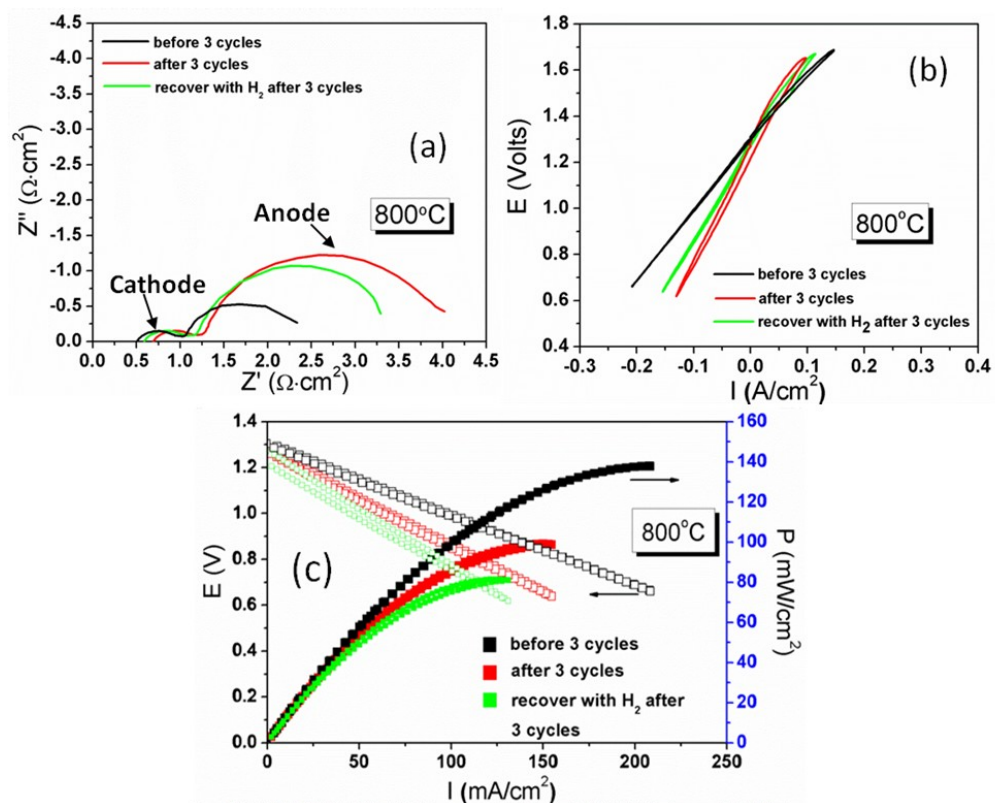 -4.5
-4.0
-3.5
-3.0
-2.5
-2.0
-1.5
-1.0
-0.5
0.0
Z'' (Ω·cm²)
before 3 cycles
after 3 cycles
recover with H₂ after 3 cycles
(a)
Anode
800°C
Cathode
0.0 0.5 1.0 1.5 2.0 2.5 3.0 3.5 4.0 4.5
Z' (Ω·cm²)
1.8
1.6
1.4
1.2
1.0
0.8
0.6
0.4
E (Volts)
(b)
800°C
before 3 cycles
after 3 cycles
recover with H₂ after 3 cycles
-0.3 -0.2 -0.1 0.0 0.1 0.2 0.3 0.4
I (A/cm²)
1.4
1.2
1.0
0.8
0.6
0.4
0.2
0.0
E (V)
160
140
120
100
80
60
40
20
0
P (mW/cm²)
800°C
(c)
before 3 cycles
after 3 cycles
recover with H₂ after
3 cycles
0 50 100 150 200 250
I (mA/cm²)